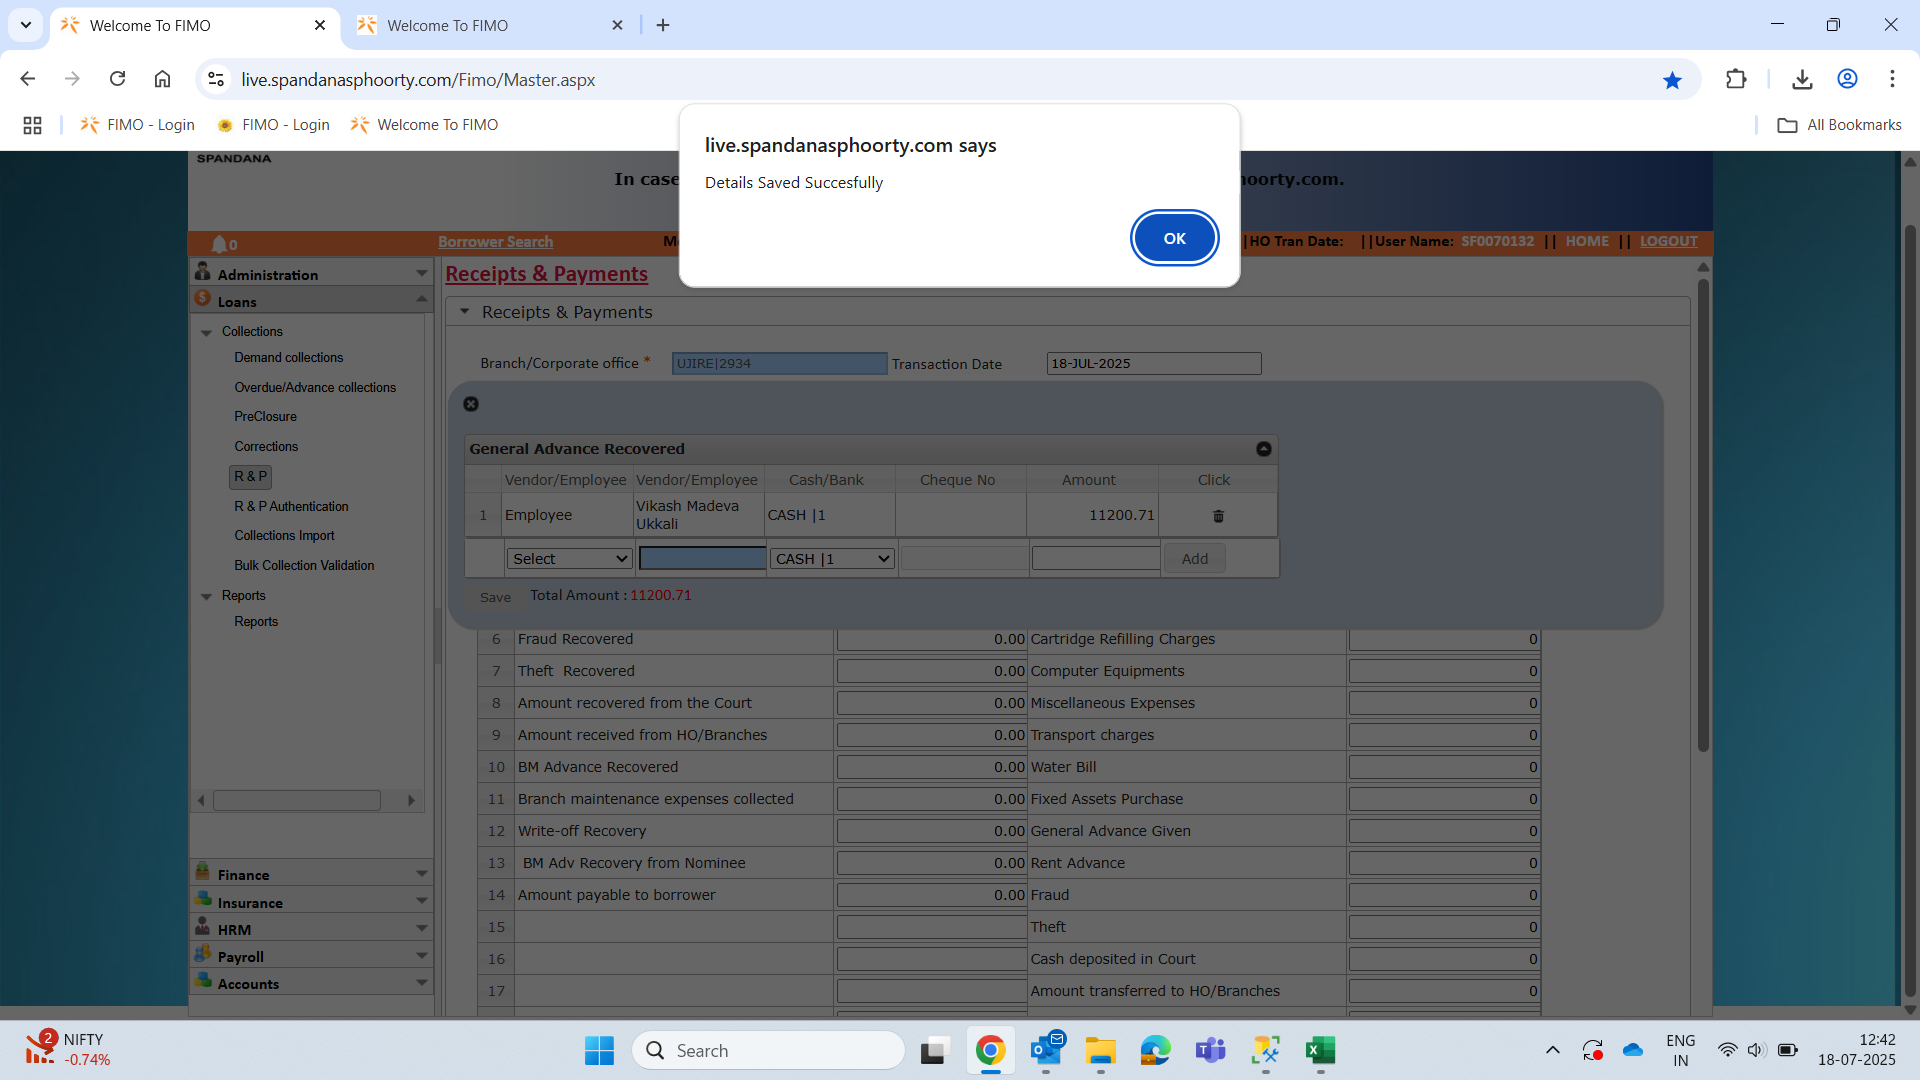 Welcome To FIMO
Welcome To FIMO
live.spandanasphoorty.com/Fimo/Master.aspx
FIMO - Login
FIMO - Login
Welcome To FIMO
All Bookmarks
live.spandanasphoorty.com says
Details Saved Succesfully
OK
SPANDANA
In case
hoorty.com.
0
Borrower Search
M
|HO Tran Date: ||User Name: SF0070132 || HOME || LOGOUT
Administration
Loans
Collections
Demand collections
Overdue/Advance collections
PreClosure
Corrections
R & P
R & P Authentication
Collections Import
Bulk Collection Validation
Reports
Reports
Finance
Insurance
HRM
Payroll
Accounts
Receipts & Payments
Receipts & Payments
Branch/Corporate office * UJIRE|2934 Transaction Date 18-JUL-2025
General Advance Recovered
Vendor/Employee Vendor/Employee Cash/Bank Cheque No Amount Click
1 Employee Vikash Madeva Ukkali CASH |1 11200.71
Select CASH |1 Add
Save Total Amount : 11200.71
6 Fraud Recovered 0.00 Cartridge Refilling Charges 0
7 Theft Recovered 0.00 Computer Equipments 0
8 Amount recovered from the Court 0.00 Miscellaneous Expenses 0
9 Amount received from HO/Branches 0.00 Transport charges 0
10 BM Advance Recovered 0.00 Water Bill 0
11 Branch maintenance expenses collected 0.00 Fixed Assets Purchase 0
12 Write-off Recovery 0.00 General Advance Given 0
13 BM Adv Recovery from Nominee 0.00 Rent Advance 0
14 Amount payable to borrower 0.00 Fraud 0
15 Theft 0
16 Cash deposited in Court 0
17 Amount transferred to HO/Branches 0
2
NIFTY
-0.74%
Search
ENG
IN
12:42
18-07-2025